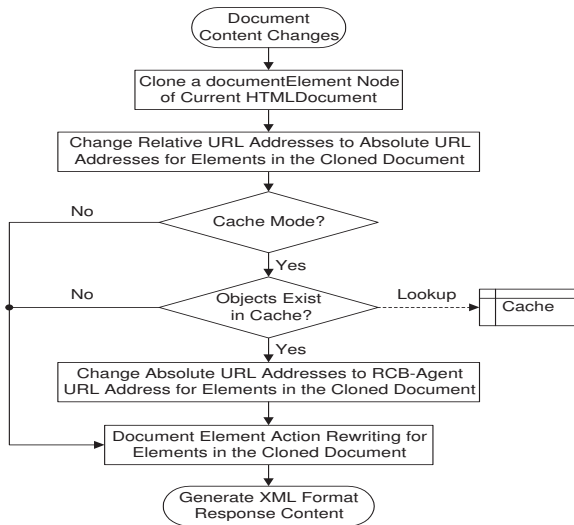 Document
Content Changes
Clone a documentElement Node
of Current HTMLDocument
Change Relative URL Addresses to Absolute URL
Addresses for Elements in the Cloned Document
No
Cache Mode?
Yes
No
Objects Exist
in Cache?
Lookup
Cache
Yes
Change Absolute URL Addresses to RCB-Agent
URL Address for Elements in the Cloned Document
Document Element Action Rewriting for
Elements in the Cloned Document
Generate XML Format
Response Content